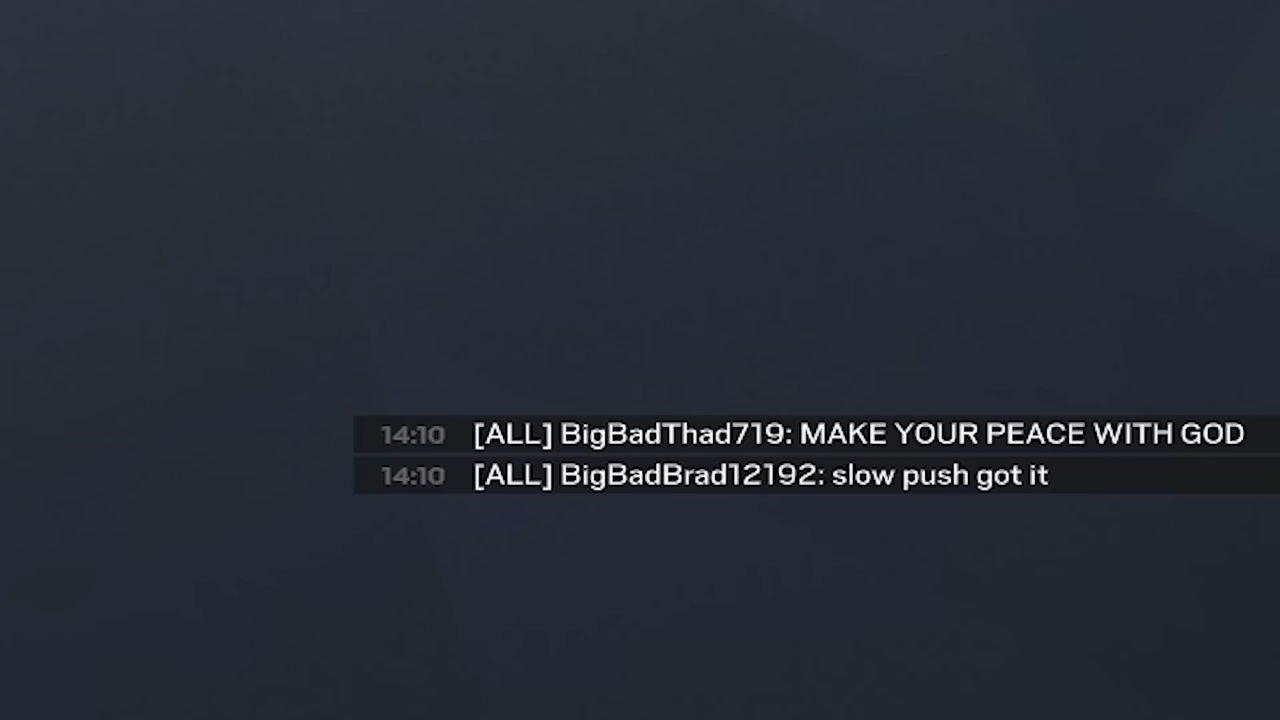 14:10 [ALL] BigBadThad719: MAKE YOUR PEACE WITH GOD
14:10 [ALL] BigBadBrad12192: slow push got it